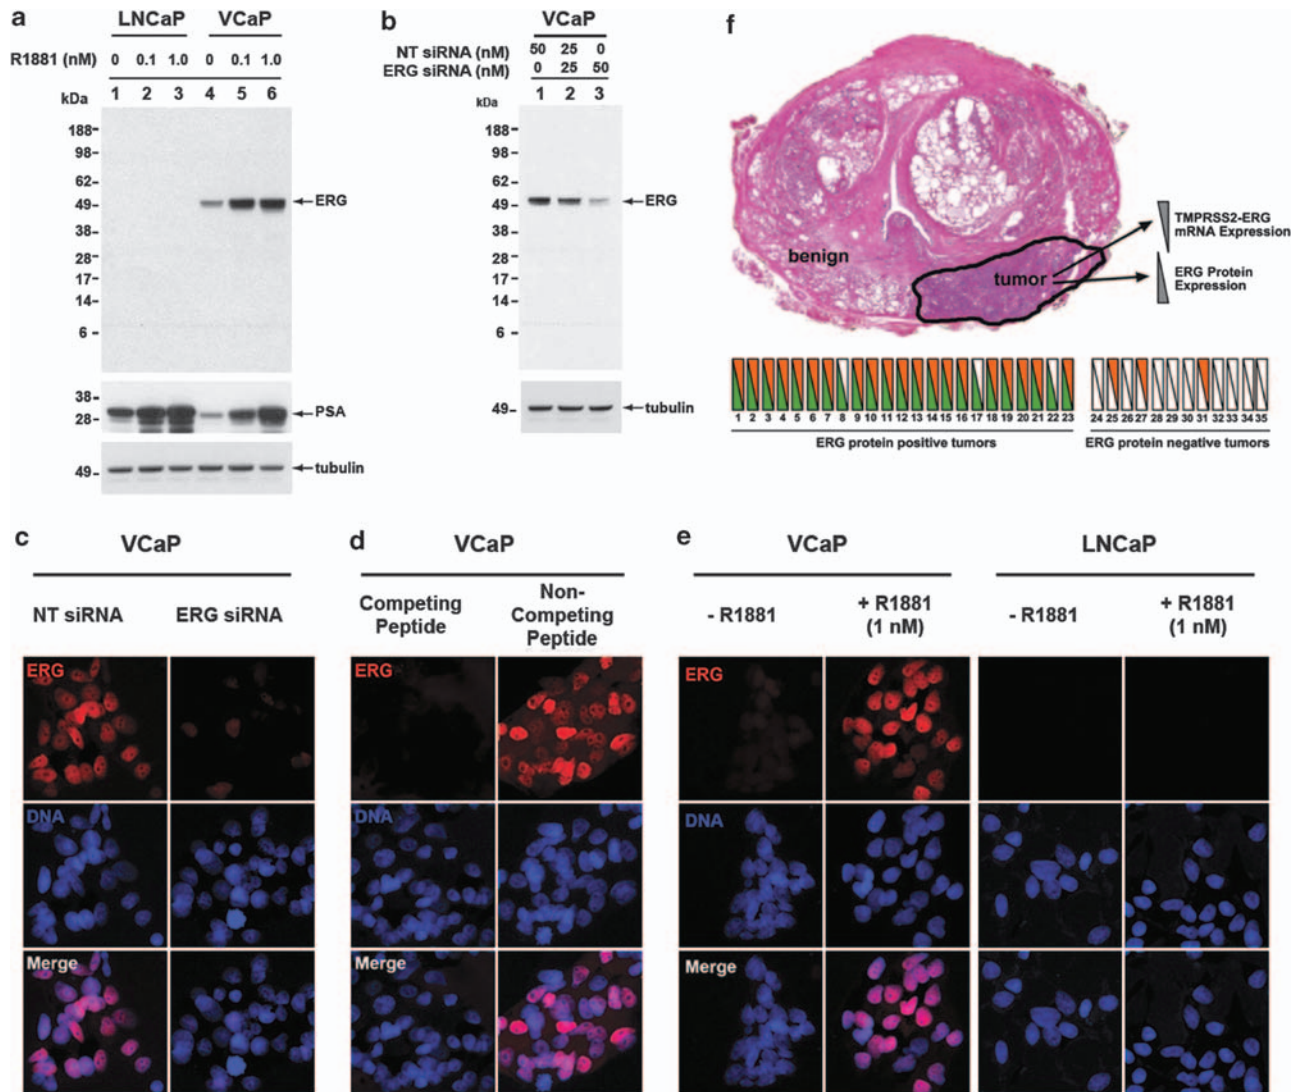 a
LNCaP VCaP
R1881 (nM) 0 0.1 1.0 0 0.1 1.0
kDa 1 2 3 4 5 6
188-
98-
62-
49- ERG
38-
28-
17-
14-
6-
38-
28- PSA
49- tubulin
b
VCaP
NT siRNA (nM) 50 25 0
ERG siRNA (nM) 0 25 50
kDa 1 2 3
188-
98-
62-
49- ERG
38-
28-
17-
14-
6-
49- tubulin
f
benign
tumor
TMPRSS2-ERG
mRNA Expression
ERG Protein
Expression
1 2 3 4 5 6 7 8 9 10 11 12 13 14 15 16 17 18 19 20 21 22 23
ERG protein positive tumors
24 25 26 27 28 29 30 31 32 33 34 35
ERG protein negative tumors
c
VCaP
NT siRNA ERG siRNA
ERG
DNA
Merge
d
VCaP
Competing
Peptide
Non-
Competing
Peptide
ERG
DNA
Merge
e
VCaP LNCaP
- R1881 + R1881
(1 nM)
- R1881 + R1881
(1 nM)
ERG
DNA
Merge